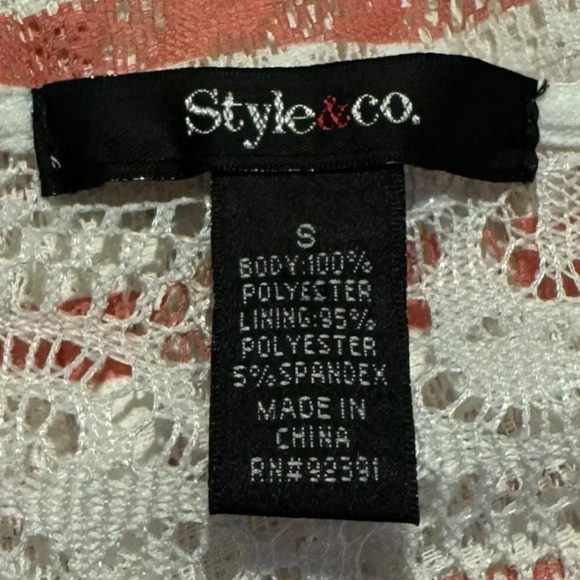 Style&co.
S
BODY:100%
POLYESTER
LINING:95%
POLYESTER
5%SPANDEX
MADE IN
CHINA
RN#92391